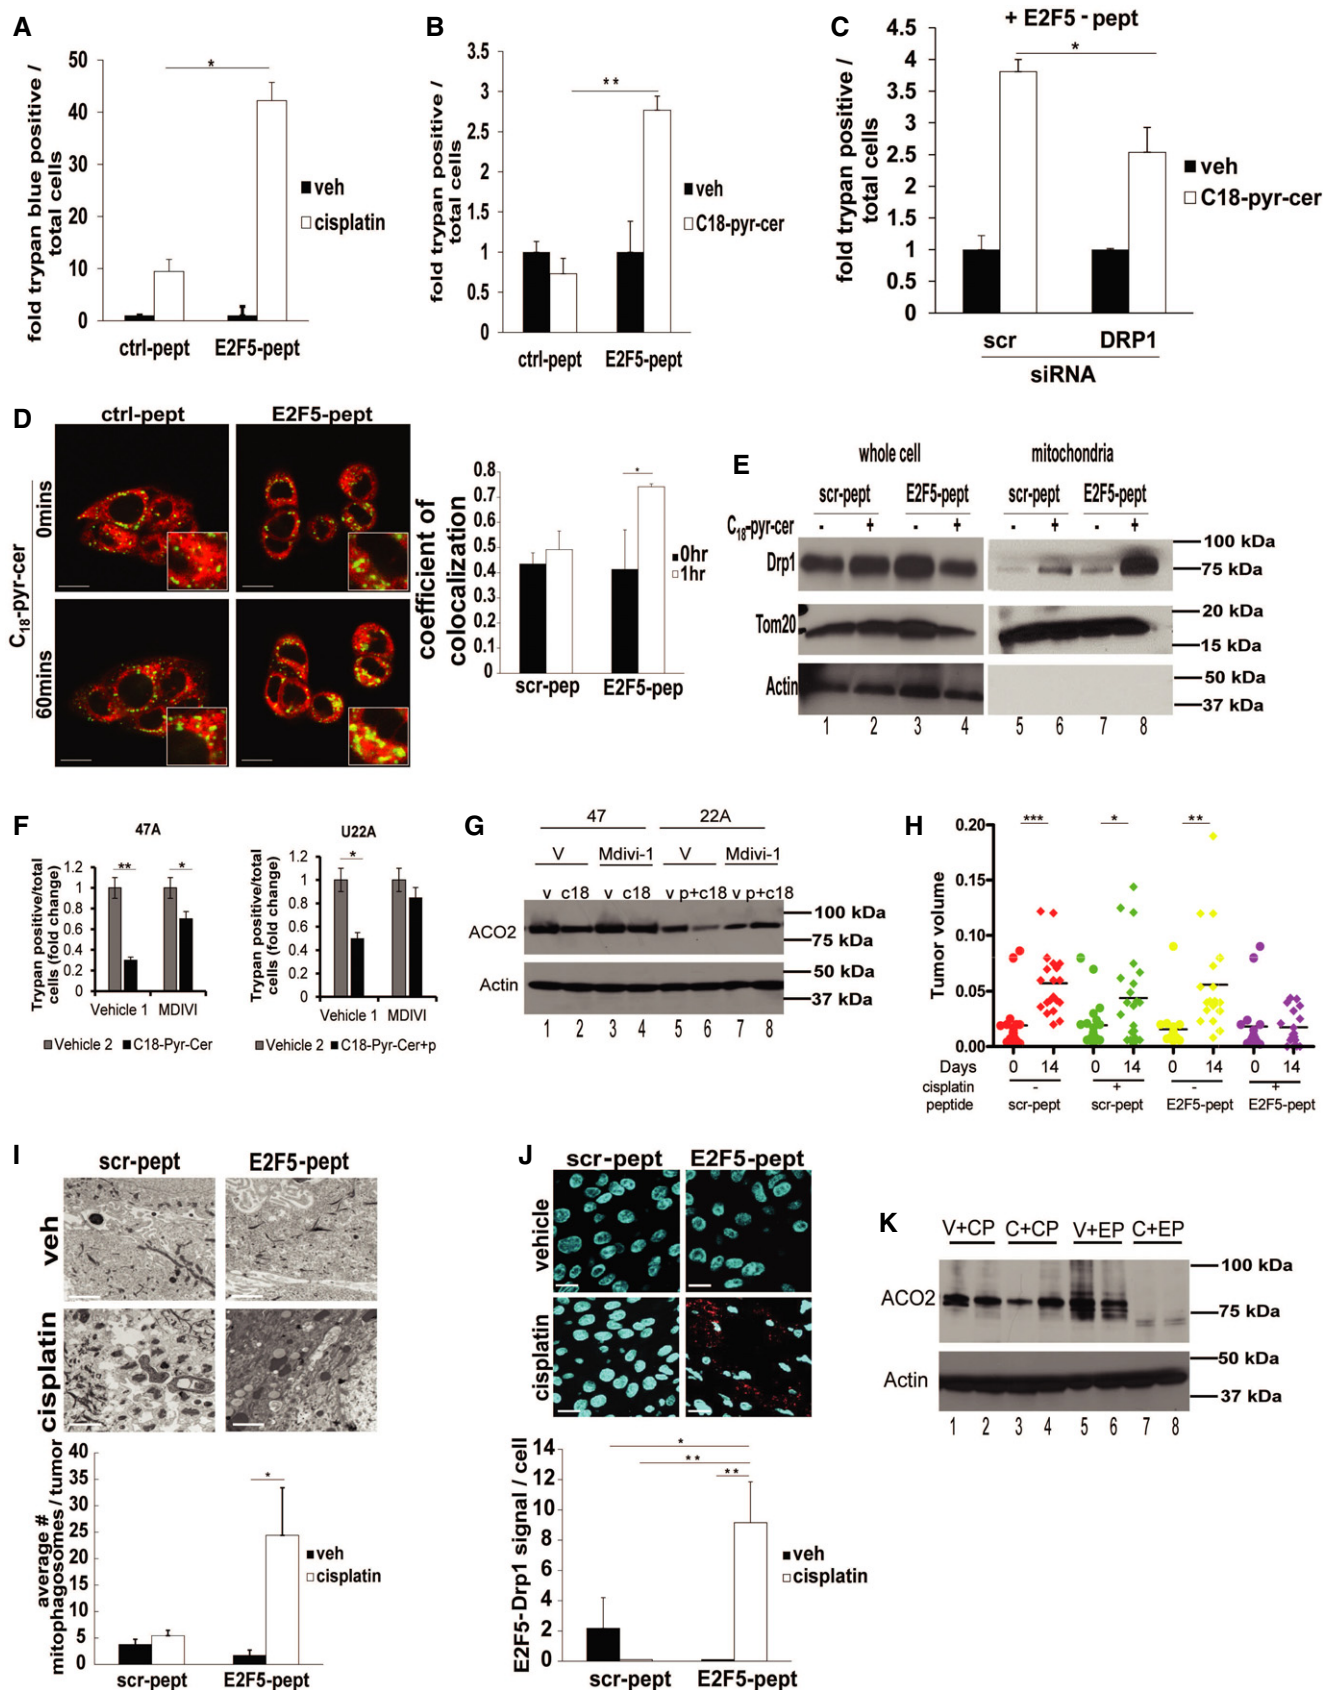 A
fold trypan blue positive /
total cells
50
40
30
20
10
0
*
ctrl-pept
E2F5-pept
veh
cisplatin
B
fold trypan positive /
total cells
3.5
3
2.5
2
1.5
1
0.5
0
**
ctrl-pept
E2F5-pept
veh
C18-pyr-cer
C
+ E2F5 - pept
fold trypan positive /
total cells
4.5
4
3.5
3
2.5
2
1.5
1
0.5
0
*
scr
DRP1
siRNA
veh
C18-pyr-cer
D
ctrl-pept
E2F5-pept
C18-pyr-cer
0mins
60mins
coefficient of
colocalization
0.8
0.7
0.6
0.5
0.4
0.3
0.2
0.1
0
*
scr-pep
E2F5-pep
0hr
1hr
E
whole cell
mitochondria
scr-pept
E2F5-pept
scr-pept
E2F5-pept
C18-pyr-cer
- + - + - + - +
Drp1
100 kDa
75 kDa
Tom20
20 kDa
15 kDa
Actin
50 kDa
37 kDa
1 2 3 4 5 6 7 8
F
47A
Trypan positive/total
cells (fold change)
1.2
1
0.8
0.6
0.4
0.2
0
**
*
Vehicle 1
MDIVI
Vehicle 2
C18-Pyr-Cer
U22A
Trypan positive/total
cells (fold change)
1.2
1
0.8
0.6
0.4
0.2
0
*
Vehicle 1
MDIVI
Vehicle 2
C18-Pyr-Cer+p
G
47
22A
V
Mdivi-1
V
Mdivi-1
v c18 v c18 v p+c18 v p+c18
ACO2
100 kDa
75 kDa
Actin
50 kDa
37 kDa
1 2 3 4 5 6 7 8
H
Tumor volume
0.20
0.15
0.10
0.05
0.00
***
*
**
Days
0 14 0 14 0 14 0 14
cisplatin
- + - +
peptide
scr-pept
scr-pept
E2F5-pept
E2F5-pept
I
scr-pept
E2F5-pept
veh
cisplatin
average #
mitophagosomes / tumor
40
35
30
25
20
15
10
5
0
*
scr-pept
E2F5-pept
veh
cisplatin
J
scr-pept
E2F5-pept
vehicle
cisplatin
E2F5-Drp1 signal / cell
14
12
10
8
6
4
2
0
*
**
**
scr-pept
E2F5-pept
veh
cisplatin
K
V+CP
C+CP
V+EP
C+EP
ACO2
100 kDa
75 kDa
Actin
50 kDa
37 kDa
1 2 3 4 5 6 7 8